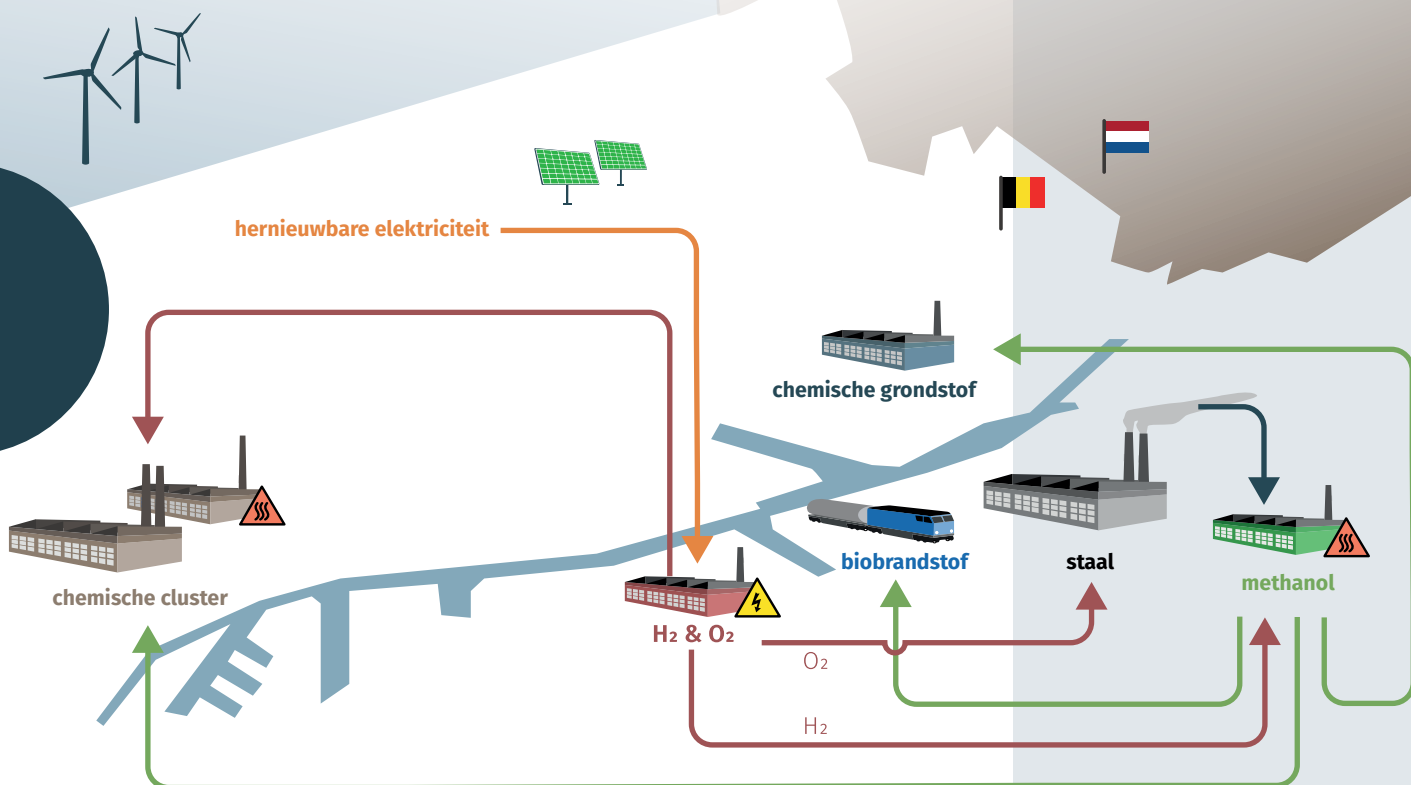 hernieuwbare elektriciteit
chemische grondstof
biobrandstof
staal
methanol
chemische cluster
H₂ & O₂
O₂
H₂